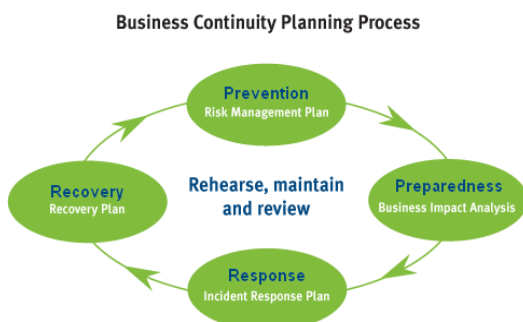 Business Continuity Planning Process
Prevention
Risk Management Plan
Recovery
Recovery Plan
Rehearse, maintain
and review
Preparedness
Business Impact Analysis
Response
Incident Response Plan